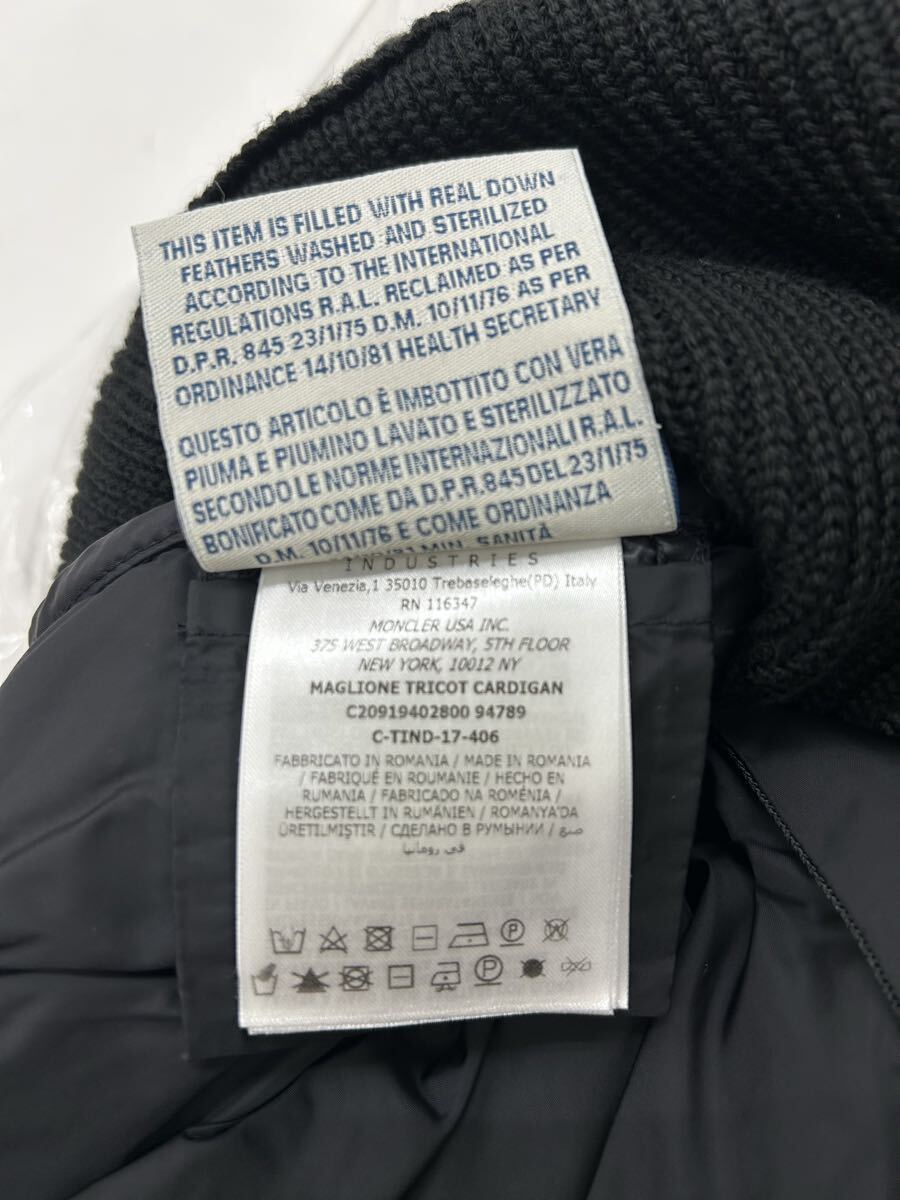 THIS ITEM IS FILLED WITH REAL DOWN
FEATHERS WASHED AND STERILIZED
ACCORDING TO THE INTERNATIONAL
REGULATIONS R.A.L. RECLAIMED AS PER
D.P.R. 845 23/1/75 D.M. 10/11/76 AS PER
ORDINANCE 14/10/81 HEALTH SECRETARY
QUESTO ARTICOLO È IMBOTTITO CON VERA
PIUMA E PIUMINO LAVATO E STERILIZZATO
SECONDO LE NORME INTERNAZIONALI R.A.L.
BONIFICATO COME DA D.P.R. 845 DEL 23/1/75
D.M. 10/11/76 E COME ORDINANZA
MIN. SANITÀ
INDUSTRIES
Via Venezia,1 35010 Trebaseleghe(PD) Italy
RN 116347
MONCLER USA INC.
375 WEST BROADWAY, 5TH FLOOR
NEW YORK, 10012 NY
MAGLIONE TRICOT CARDIGAN
C20919402800 94789
C-TIND-17-406
FABBRICATO IN ROMANIA / MADE IN ROMANIA
/ FABRIQUÉ EN ROUMANIE / HECHO EN
RUMANIA / FABRICADO NA ROMÉNIA /
HERGESTELLT IN RUMÄNIEN / ROMANYA'DA
ÜRETILMIŞTIR / СДЕЛАНО В РУМЫНИИ / صنع
في رومانيا